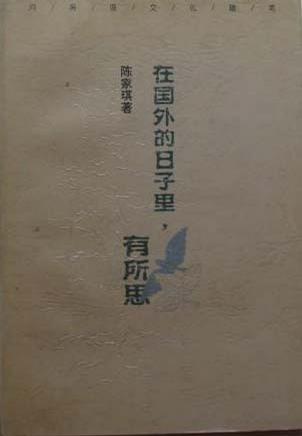 陈家琪著
在国外的日子里，
有所思